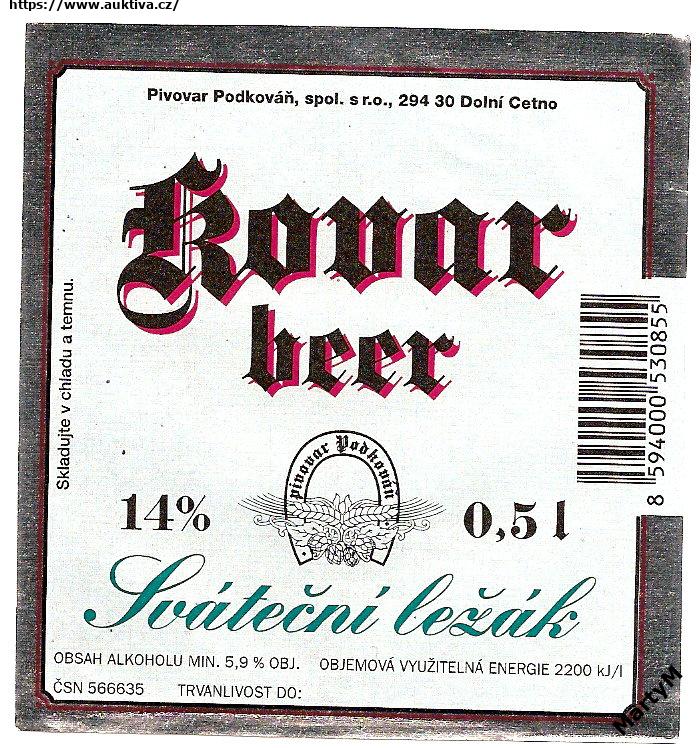 https://www.auktiva.cz/
Pivovar Podkováň, spol. s r.o., 294 30 Dolní Cetno
Kovar
beer
Skladujte v chladu a temnu.
pivovar Podkováň
14%
0,5 l
Sváteční ležák
OBSAH ALKOHOLU MIN. 5,9 % OBJ. OBJEMOVÁ VYUŽITELNÁ ENERGIE 2200 kJ/l
ČSN 566635 TRVANLIVOST DO:
8 594000 530855
MartyM